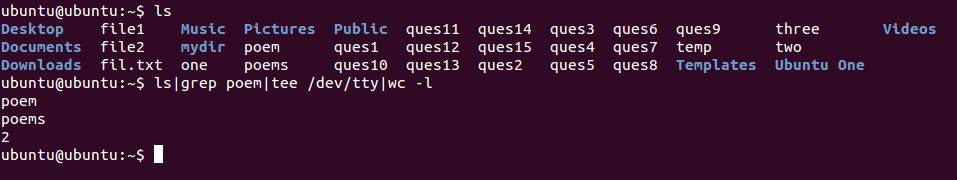 ubuntu@ubuntu:~$ ls
Desktop file1 Music Pictures Public ques11 ques14 ques3 ques6 ques9 three Videos
Documents file2 mydir poem ques1 ques12 ques15 ques4 ques7 temp two
Downloads fil.txt one poems ques10 ques13 ques2 ques5 ques8 Templates Ubuntu One
ubuntu@ubuntu:~$ ls|grep poem|tee /dev/tty|wc -l
poem
poems
2
ubuntu@ubuntu:~$